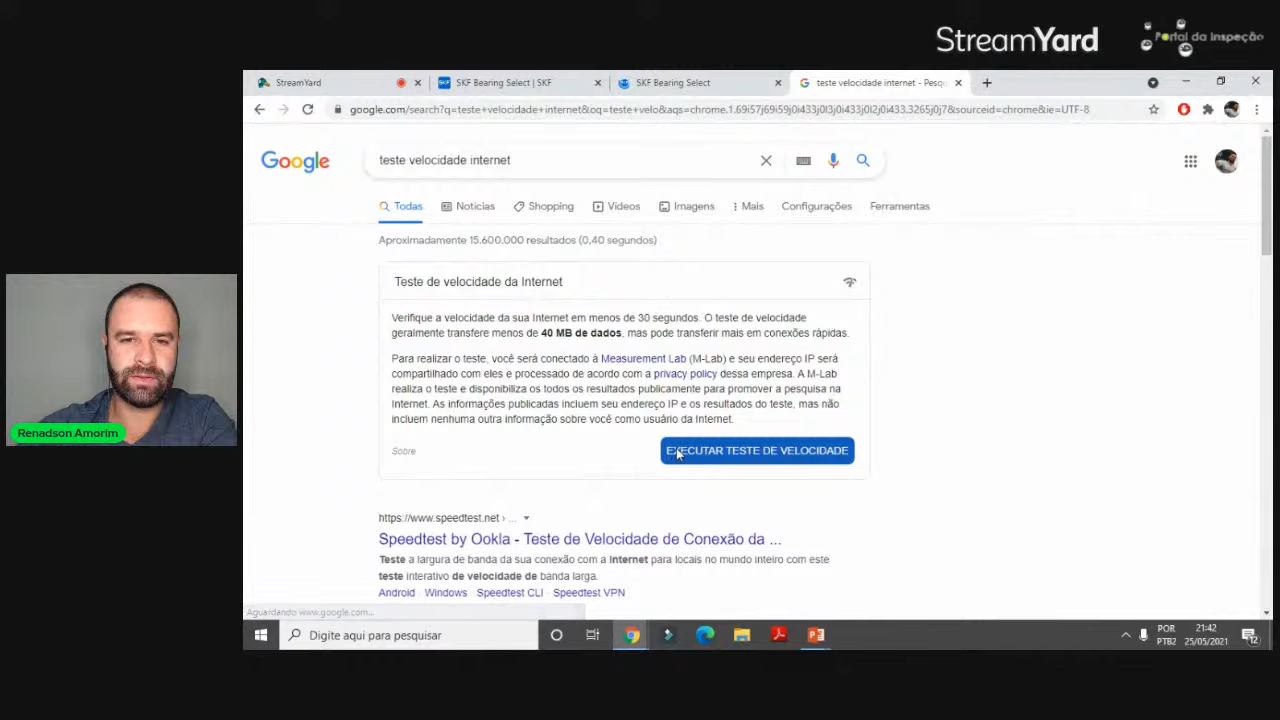 StreamYard
Portal da Inspeção
StreamYard
SKF Bearing Select | SKF
SKF Bearing Select
teste velocidade internet - Pesq
google.com/search?q=teste+velocidade+internet&oq=teste+velo&aqs=chrome.1.69i57j69i59j0i433j0l3j0i433j0l2j0i433.3265j0j7&sourceid=chrome&ie=UTF-8
Google
teste velocidade internet
Todas
Notícias
Shopping
Vídeos
Imagens
Mais
Configurações
Ferramentas
Aproximadamente 15.600.000 resultados (0,40 segundos)
Teste de velocidade da Internet
Verifique a velocidade da sua Internet em menos de 30 segundos. O teste de velocidade
geralmente transfere menos de 40 MB de dados, mas pode transferir mais em conexões rápidas.
Para realizar o teste, você será conectado à Measurement Lab (M-Lab) e seu endereço IP será
compartilhado com eles e processado de acordo com a privacy policy dessa empresa. A M-Lab
realiza o teste e disponibiliza os todos os resultados publicamente para promover a pesquisa na
Internet. As informações publicadas incluem seu endereço IP e os resultados do teste, mas não
incluem nenhuma outra informação sobre você como usuário da Internet.
Sobre
EXECUTAR TESTE DE VELOCIDADE
https://www.speedtest.net › ...
Speedtest by Ookla - Teste de Velocidade de Conexão da ...
Teste a largura de banda da sua conexão com a Internet para locais no mundo inteiro com este
teste interativo de velocidade de banda larga.
Android · Windows · Speedtest CLI · Speedtest VPN
Aguardando www.google.com...
Renadson Amorim
Digite aqui para pesquisar
POR
PTB2
21:42
25/05/2021
12